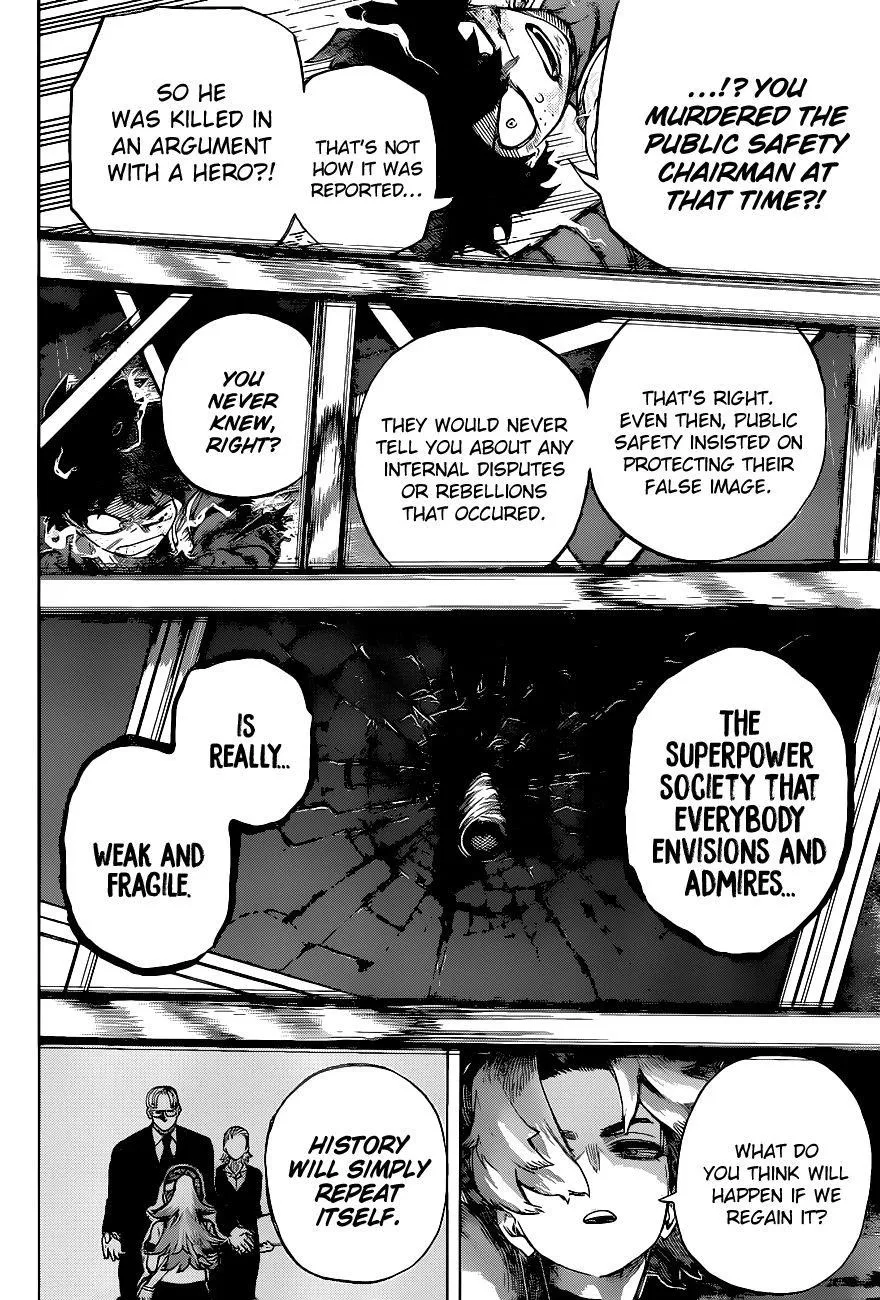 ...!? YOU
MURDERED THE
PUBLIC SAFETY
CHAIRMAN AT
THAT TIME?!
THAT'S NOT
HOW IT WAS
REPORTED...
SO HE
WAS KILLED IN
AN ARGUMENT
WITH A HERO?!
THAT'S RIGHT.
EVEN THEN, PUBLIC
SAFETY INSISTED ON
PROTECTING THEIR
FALSE IMAGE.
THEY WOULD NEVER
TELL YOU ABOUT ANY
INTERNAL DISPUTES
OR REBELLIONS
THAT OCCURED.
YOU
NEVER
KNEW,
RIGHT?
THE
SUPERPOWER
SOCIETY THAT
EVERYBODY
ENVISIONS AND
ADMIRES...
IS
REALLY...
WEAK AND
FRAGILE.
WHAT DO
YOU THINK WILL
HAPPEN IF WE
REGAIN IT?
HISTORY
WILL SIMPLY
REPEAT
ITSELF.